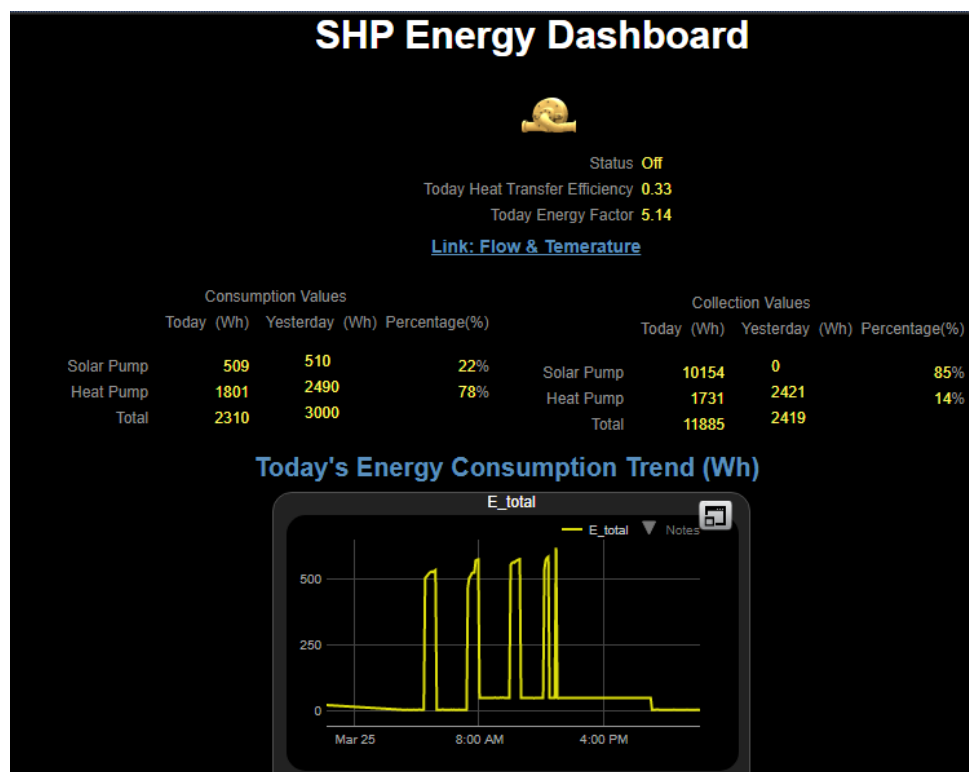 SHP Energy Dashboard
Status Off
Today Heat Transfer Efficiency 0.33
Today Energy Factor 5.14
Link: Flow & Temerature
Consumption Values
Today (Wh) Yesterday (Wh) Percentage(%)
Solar Pump 509 510 22%
Heat Pump 1801 2490 78%
Total 2310 3000
Collection Values
Today (Wh) Yesterday (Wh) Percentage(%)
Solar Pump 10154 0 85%
Heat Pump 1731 2421 14%
Total 11885 2419
Today's Energy Consumption Trend (Wh)
E_total
E_total Notes
500
250
0
Mar 25 8:00 AM 4:00 PM